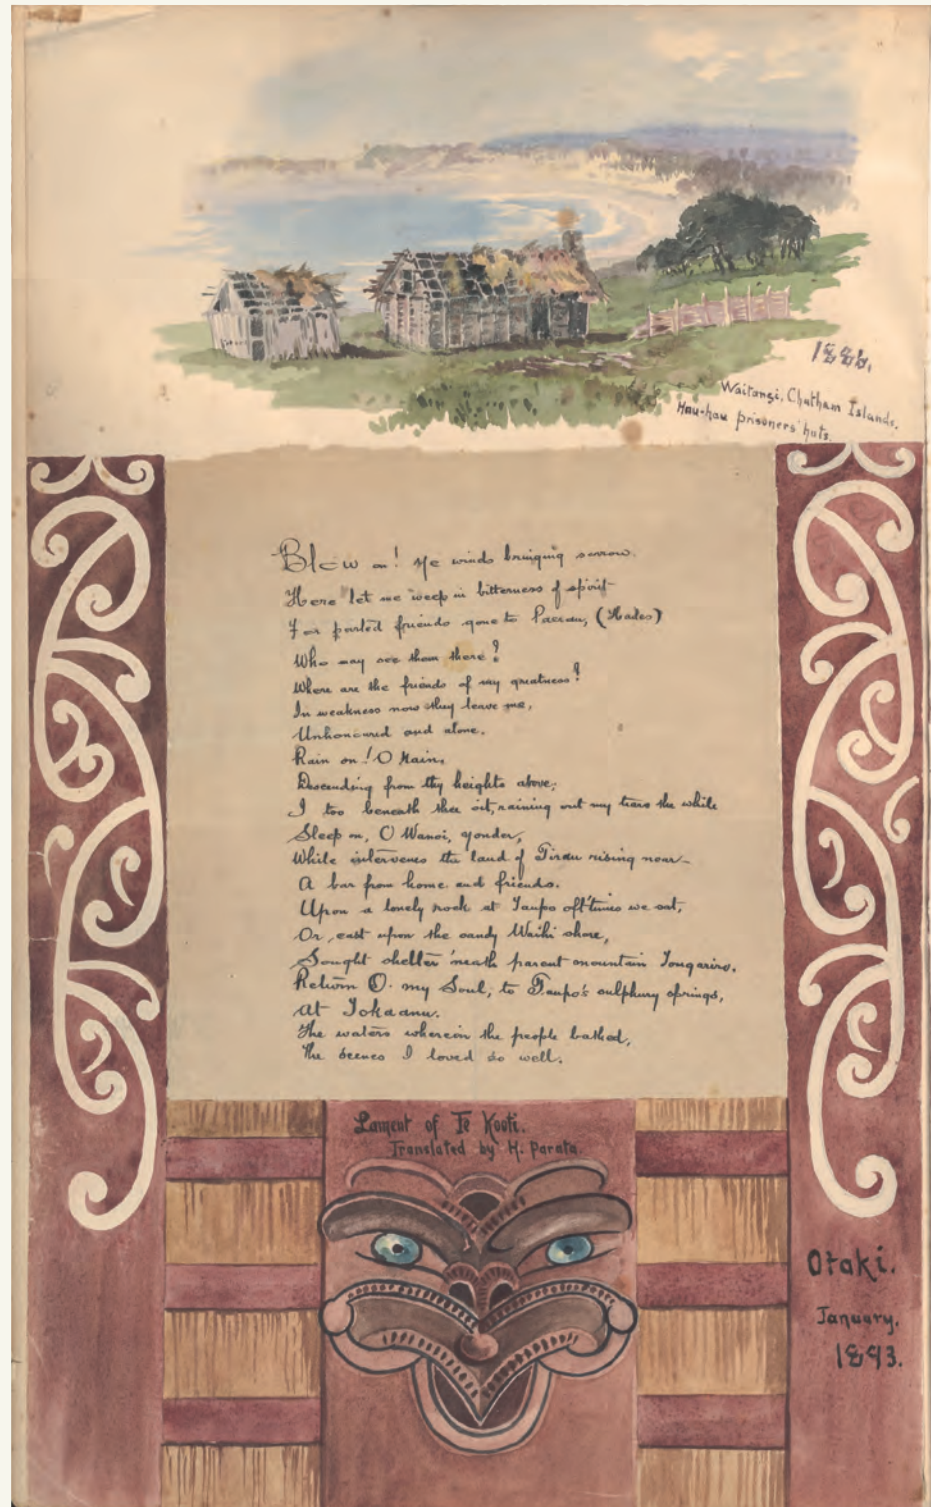 1886.
Waitangi, Chatham Islands.
Hau-hau prisoners' huts.
Blow on! Ye winds bringing sorrow.
Here let me weep in bitterness of spirit
For parted friends gone to Paerau, (Hades)
Who may see them there?
Where are the friends of my greatness?
In weakness now they leave me,
Unhonoured and alone.
Rain on! O Rain,
Descending from thy heights above;
I too beneath thee sit, raining out my tears the while
Sleep on, O Wanoi, yonder,
While intervenes the land of Tirau rising near-
A bar from home and friends.
Upon a lonely rock at Taupo oft'times we sat,
Or, cast upon the sandy Waihi shore,
Sought shelter 'neath parent mountain Tongariro.
Return O. my Soul, to Taupo's sulphury springs,
At Tokaanu.
The waters wherein the people bathed,
The scenes I loved so well.
Lament of Te Kooti.
Translated by H. Parata.
Otaki.
January.
1893.